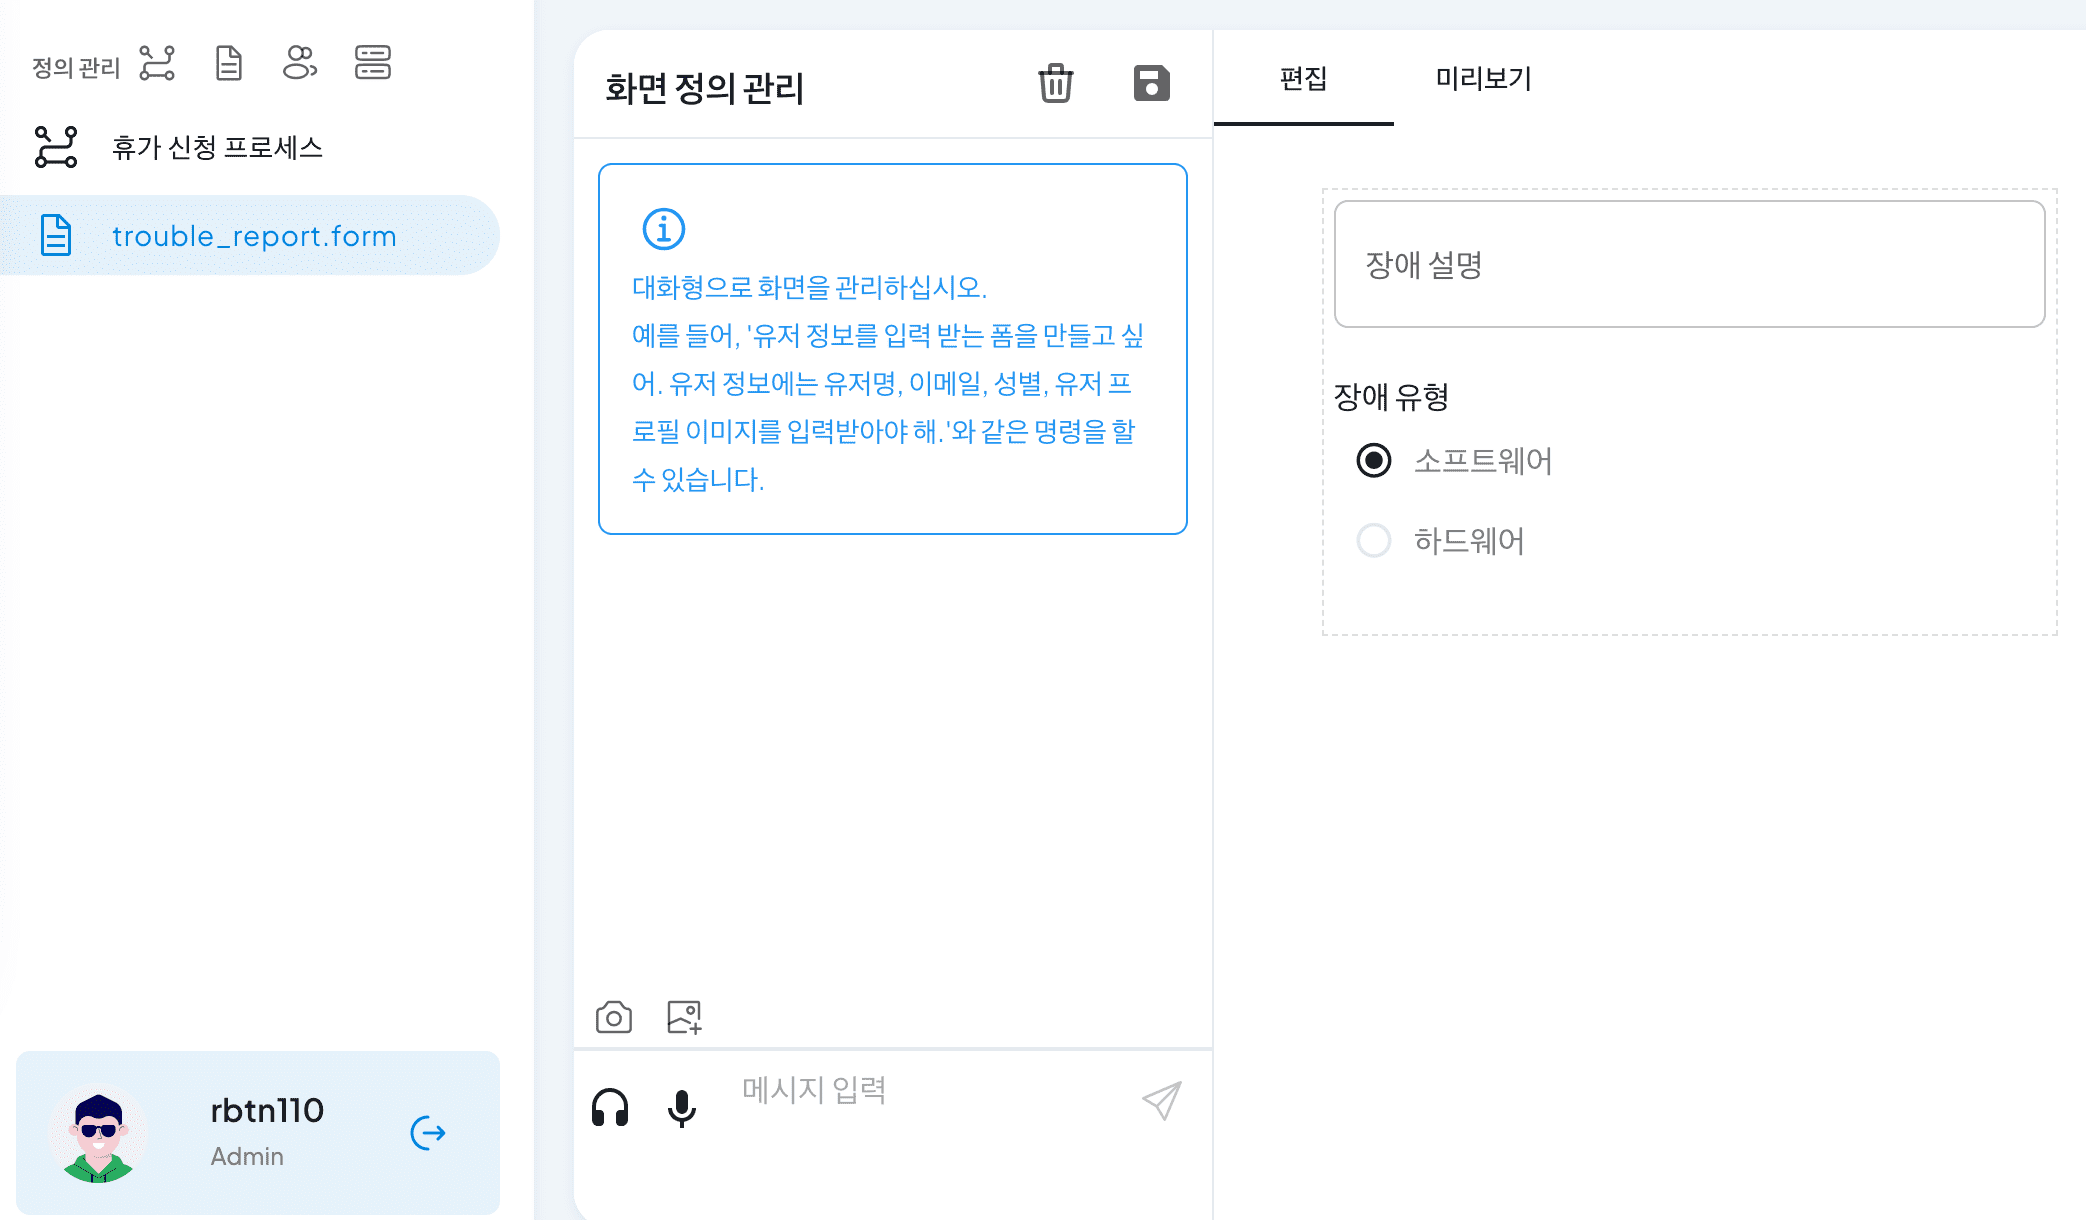 정의 관리
휴가 신청 프로세스
trouble_report.form
rbtn110
Admin
화면 정의 관리
대화형으로 화면을 관리하십시오.
예를 들어, '유저 정보를 입력 받는 폼을 만들고 싶
어. 유저 정보에는 유저명, 이메일, 성별, 유저 프
로필 이미지를 입력받아야 해.'와 같은 명령을 할
수 있습니다.
메시지 입력
편집
미리보기
장애 설명
장애 유형
소프트웨어
하드웨어